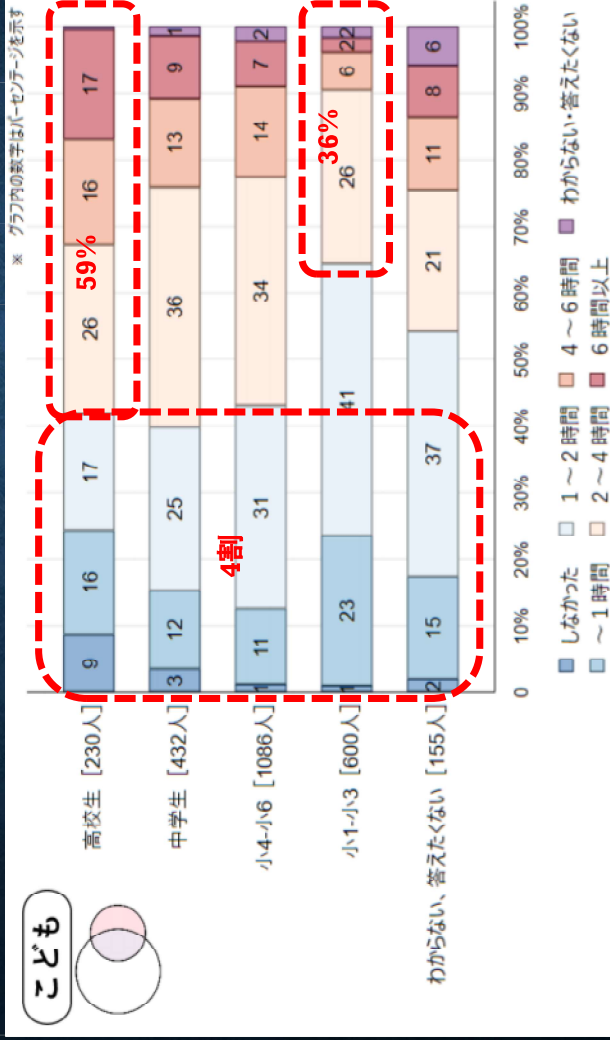 こども
※ グラフ内の数字はパーセンテージを示す
高校生 [230人] 9 16 17 26 16 17
59%
中学生 [432人] 3 12 25 36 13 9 1
小4-小6 [1086人] 1 11 31 34 14 7 2
4割
小1-小3 [600人] 1 23 41 26 6 2 2
36%
わからない、答えたくない [155人] 2 15 37 21 11 8 6
0 10% 20% 30% 40% 50% 60% 70% 80% 90% 100%
しなかった 1～2時間 4～6時間 わからない・答えたくない
～1時間 2～4時間 6時間以上